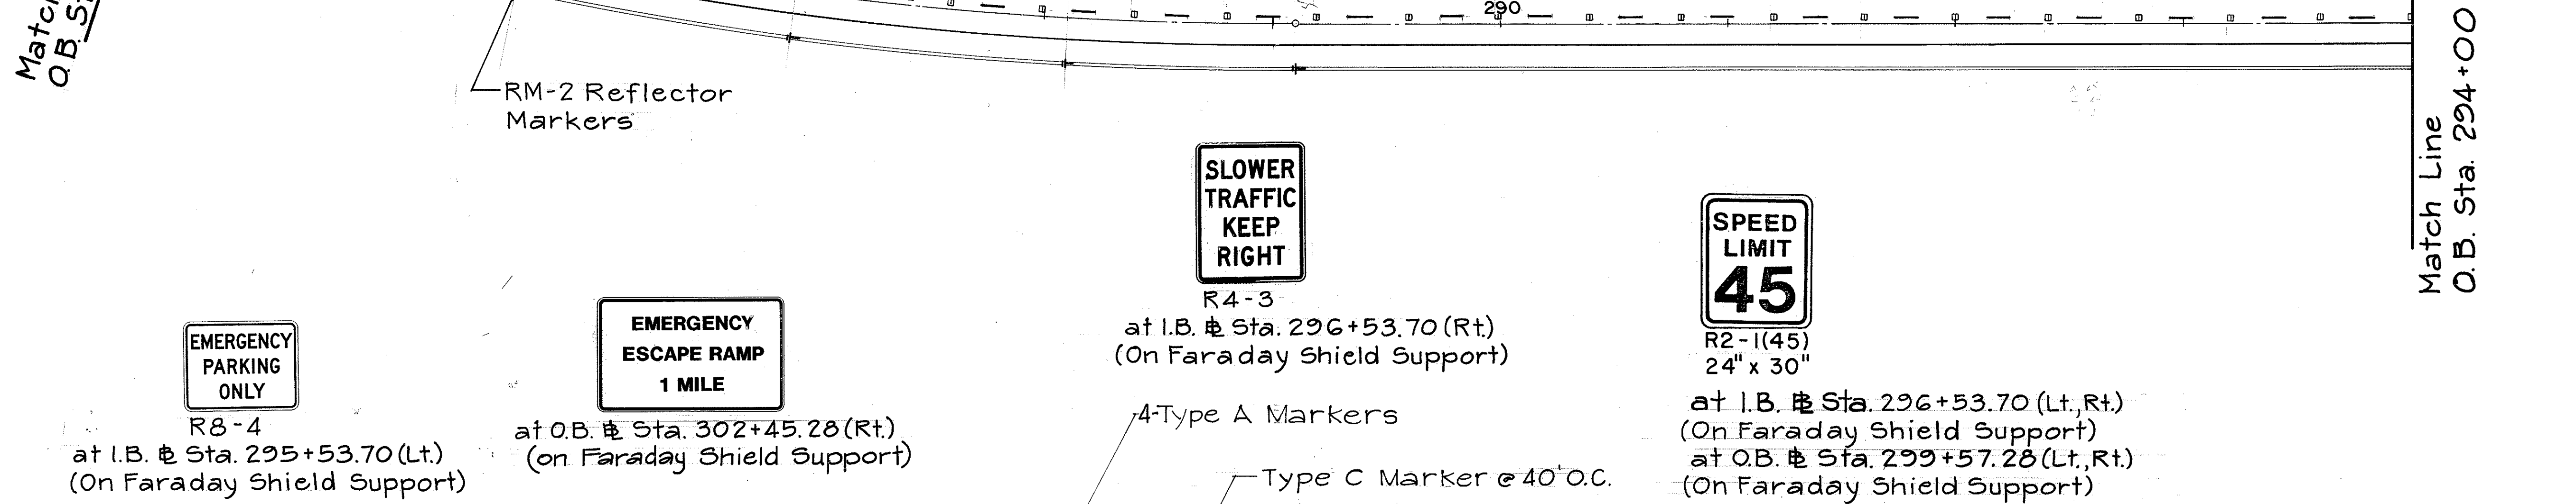 Match
O.B. St
290
RM-2 Reflector
Markers
Match Line
O.B. Sta. 294+00
SLOWER
TRAFFIC
KEEP
RIGHT
R4-3
at I.B. ⅊ Sta. 296+53.70 (Rt.)
(On Faraday Shield Support)
SPEED
LIMIT
45
R2-1(45)
24" x 30"
at I.B. ⅊ Sta. 296+53.70 (Lt.,Rt.)
(On Faraday Shield Support)
at O.B. ⅊ Sta. 299+57.28 (Lt.,Rt.)
(On Faraday Shield Support)
EMERGENCY
PARKING
ONLY
R8-4
at I.B. ⅊ Sta. 295+53.70 (Lt.)
(On Faraday Shield Support)
EMERGENCY
ESCAPE RAMP
1 MILE
at O.B. ⅊ Sta. 302+45.28 (Rt.)
(on Faraday Shield Support)
4-Type A Markers
Type C Marker @ 40' O.C.